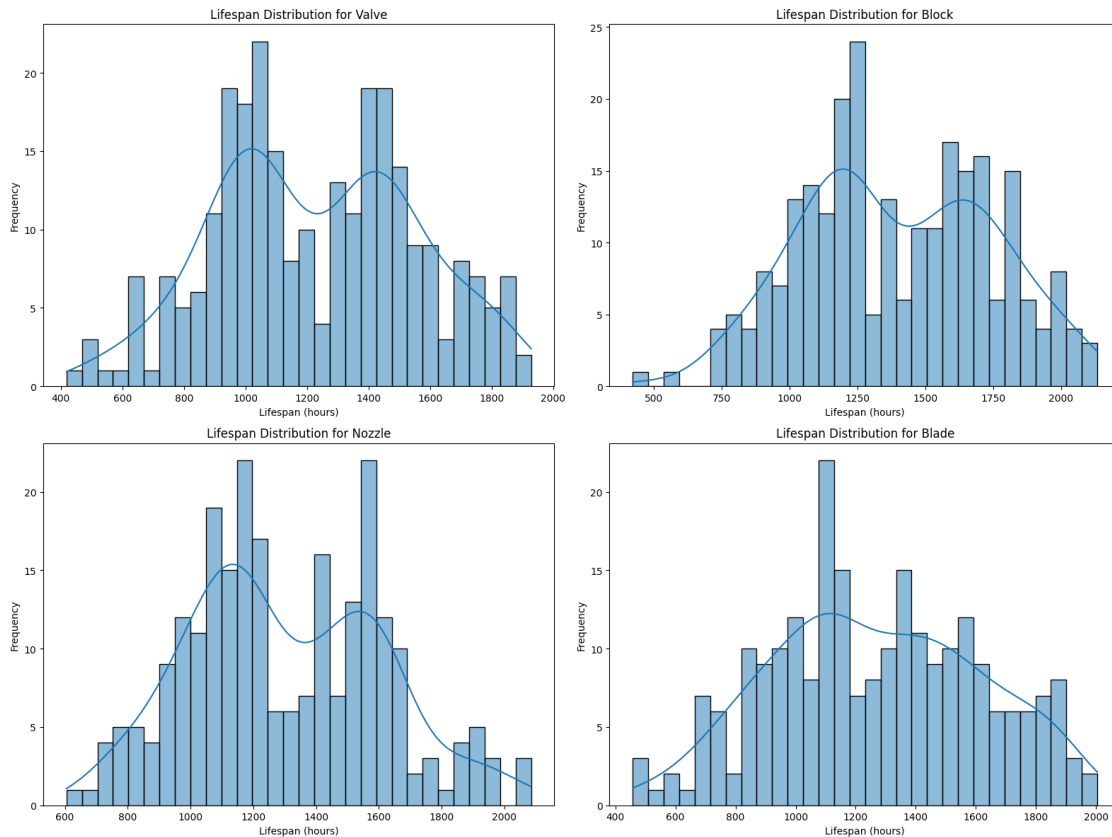 Lifespan Distribution for Valve
Frequency
20
15
10
5
0
400 600 800 1000 1200 1400 1600 1800 2000
Lifespan (hours)
Lifespan Distribution for Block
Frequency
25
20
15
10
5
0
500 750 1000 1250 1500 1750 2000
Lifespan (hours)
Lifespan Distribution for Nozzle
Frequency
20
15
10
5
0
600 800 1000 1200 1400 1600 1800 2000
Lifespan (hours)
Lifespan Distribution for Blade
Frequency
20
15
10
5
0
400 600 800 1000 1200 1400 1600 1800 2000
Lifespan (hours)